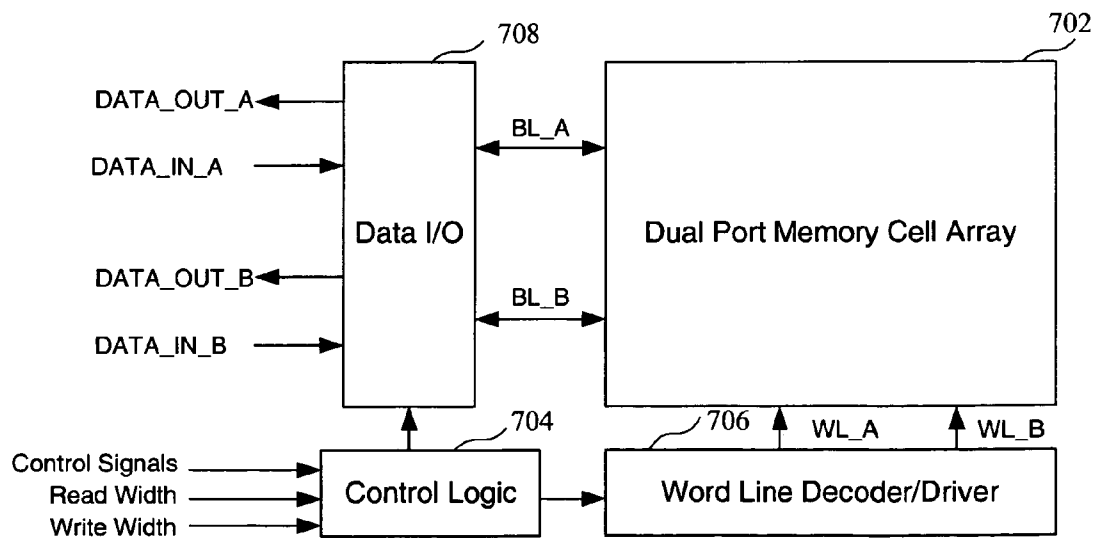 708
702
DATA_OUT_A
BL_A
DATA_IN_A
Data I/O
Dual Port Memory Cell Array
DATA_OUT_B
BL_B
DATA_IN_B
704
706
WL_A
WL_B
Control Signals
Read Width
Write Width
Control Logic
Word Line Decoder/Driver